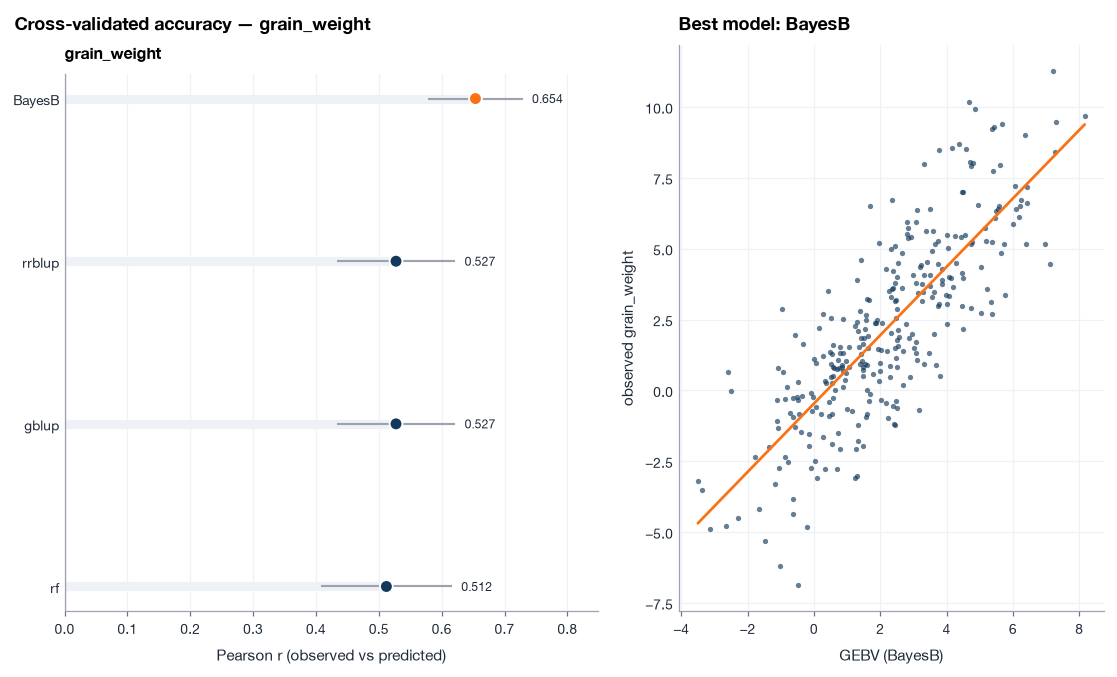 Cross-validated accuracy — grain_weight
grain_weight
BayesB
0.654
rrblup
0.527
gblup
0.527
rf
0.512
0.0 0.1 0.2 0.3 0.4 0.5 0.6 0.7 0.8
Pearson r (observed vs predicted)
Best model: BayesB
observed grain_weight
10.0
7.5
5.0
2.5
0.0
−2.5
−5.0
−7.5
−4 −2 0 2 4 6 8
GEBV (BayesB)